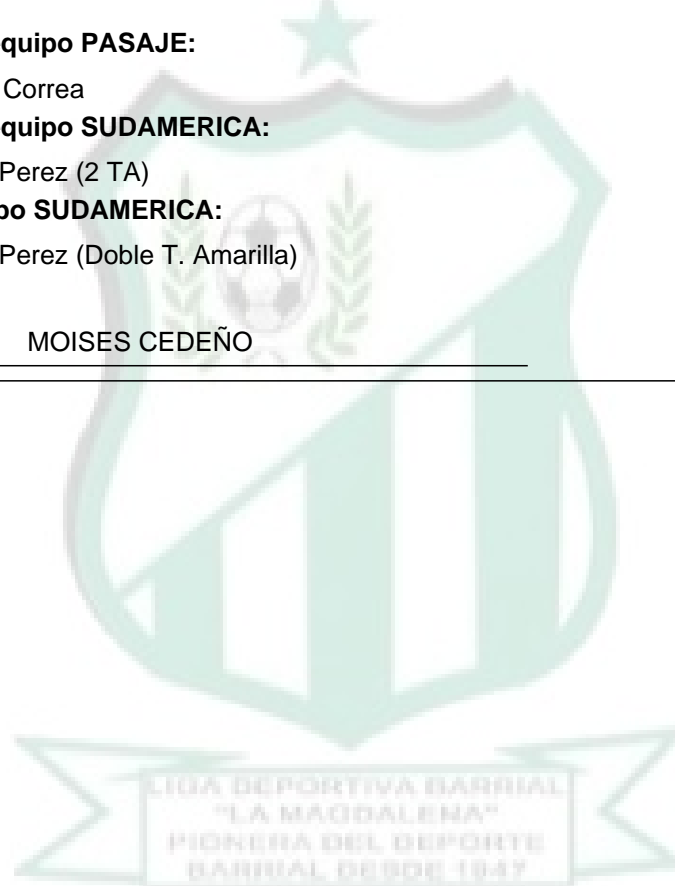 quipo PASAJE:
Correa
quipo SUDAMERICA:
Perez (2 TA)
po SUDAMERICA:
Perez (Doble T. Amarilla)
MOISES CEDEÑO
LIGA DEPORTIVA BARRIAL
"LA MAGDALENA"
PIONERA DEL DEPORTE
BARRIAL DESDE 1947